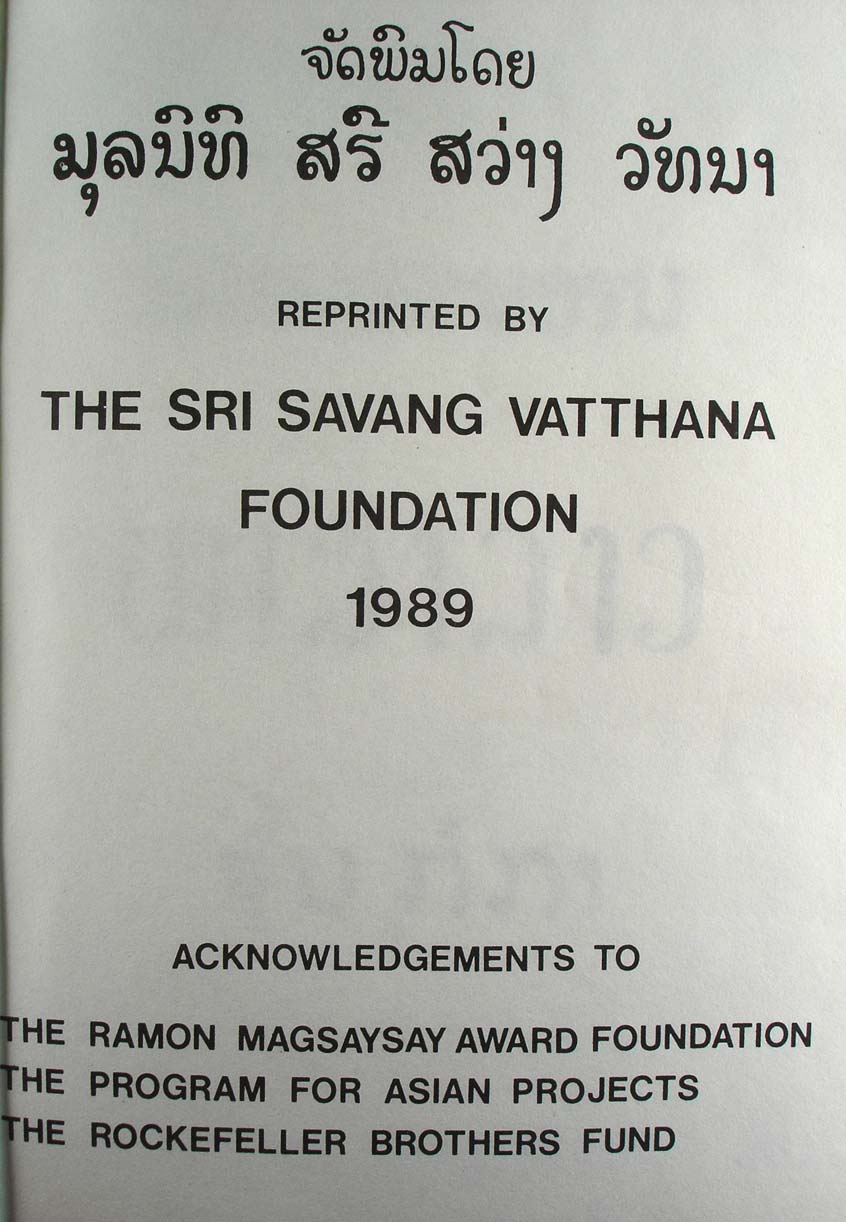 ຈັດພິມໂດຍ
ມຸລນິທິ ສຣີ ສວ່າງ ວັທນາ
REPRINTED BY
THE SRI SAVANG VATTHANA
FOUNDATION
1989
ACKNOWLEDGEMENTS TO
THE RAMON MAGSAYSAY AWARD FOUNDATION
THE PROGRAM FOR ASIAN PROJECTS
THE ROCKEFELLER BROTHERS FUND